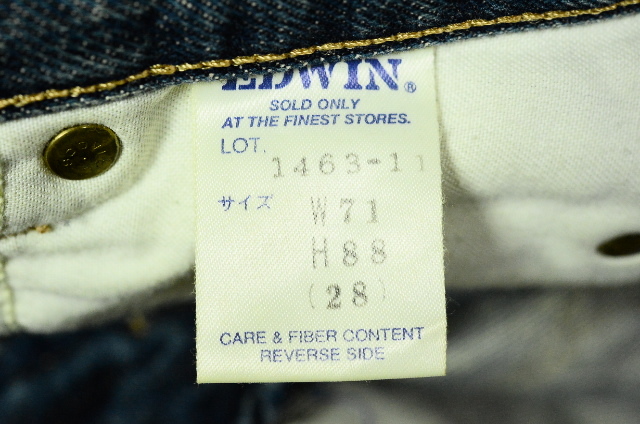 EDWIN®
SOLD ONLY
AT THE FINEST STORES.
LOT. 1463-11
サイズ W71
H88
(28)
CARE & FIBER CONTENT
REVERSE SIDE